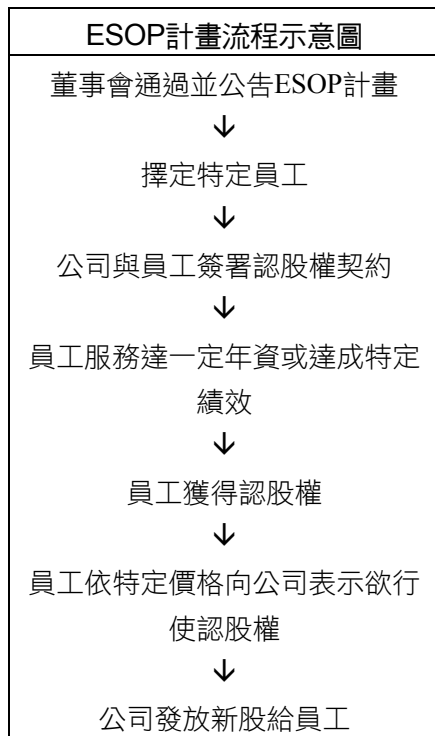 ESOP計畫流程示意圖
董事會通過並公告ESOP計畫
↓
擇定特定員工
↓
公司與員工簽署認股權契約
↓
員工服務達一定年資或達成特定
績效
↓
員工獲得認股權
↓
員工依特定價格向公司表示欲行
使認股權
↓
公司發放新股給員工